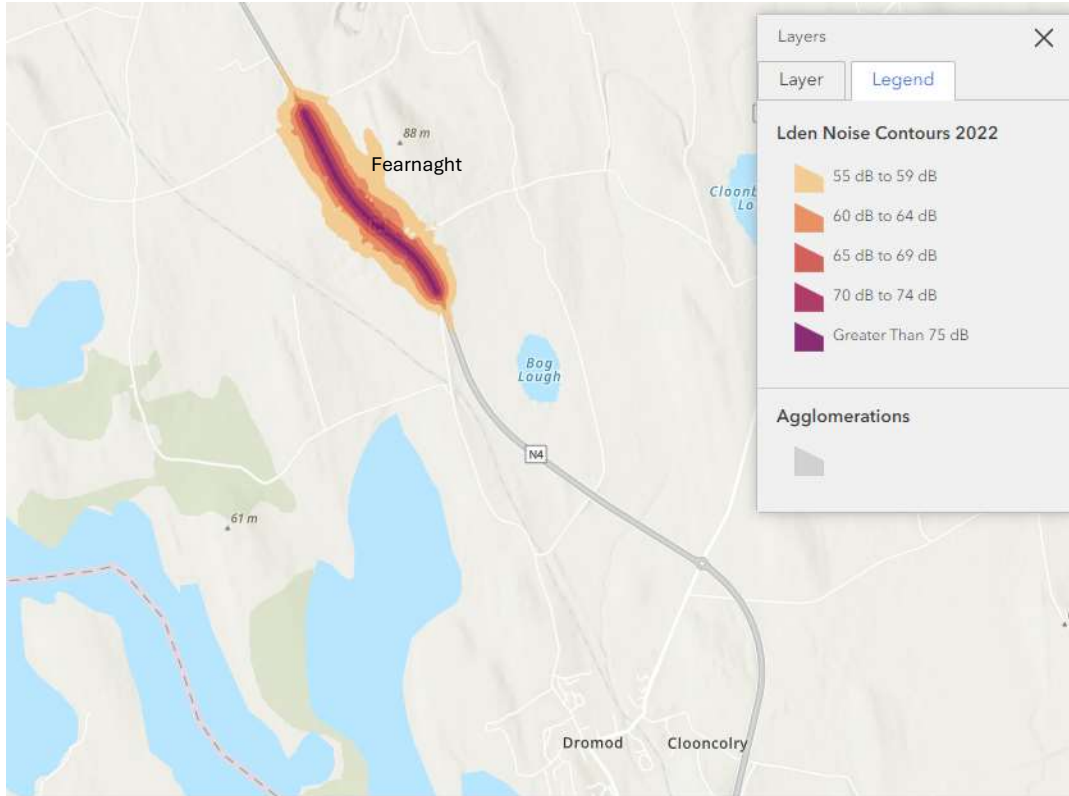 Layers
Layer
Legend
Lden Noise Contours 2022
55 dB to 59 dB
60 dB to 64 dB
65 dB to 69 dB
70 dB to 74 dB
Greater Than 75 dB
Agglomerations
88 m
Fearnaght
Bog
Lough
N4
61 m
Dromod
Clooncolry